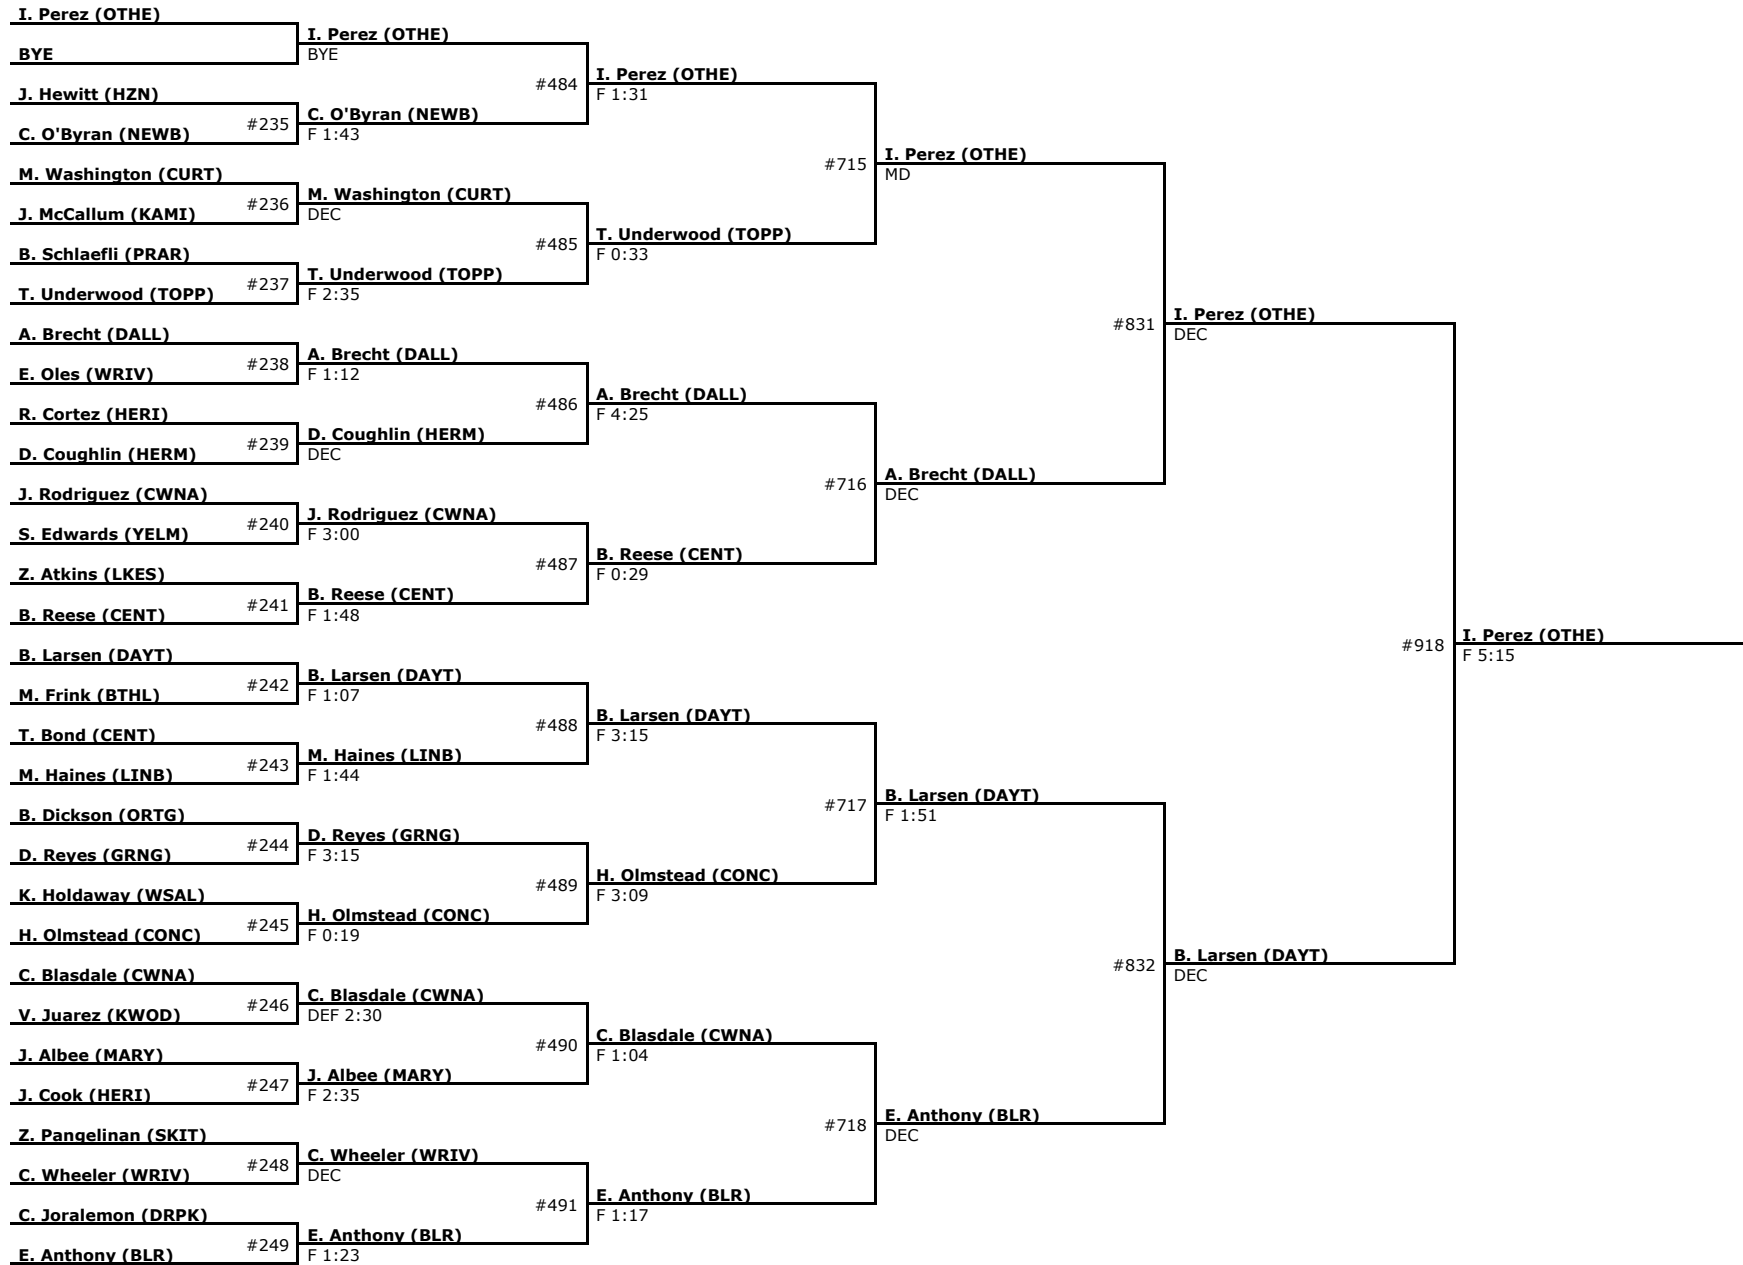 I. Perez (OTHE)
BYE
J. Hewitt (HZN)
C. O'Byran (NEWB)
M. Washington (CURT)
J. McCallum (KAMI)
B. Schlaefli (PRAR)
T. Underwood (TOPP)
A. Brecht (DALL)
E. Oles (WRIV)
R. Cortez (HERI)
D. Coughlin (HERM)
J. Rodriguez (CWNA)
S. Edwards (YELM)
Z. Atkins (LKES)
B. Reese (CENT)
B. Larsen (DAYT)
M. Frink (BTHL)
T. Bond (CENT)
M. Haines (LINB)
B. Dickson (ORTG)
D. Reyes (GRNG)
K. Holdaway (WSAL)
H. Olmstead (CONC)
C. Blasdale (CWNA)
V. Juarez (KWOD)
J. Albee (MARY)
J. Cook (HERI)
Z. Pangelinan (SKIT)
C. Wheeler (WRIV)
C. Joralemon (DRPK)
E. Anthony (BLR)
#235
#236
#237
#238
#239
#240
#241
#242
#243
#244
#245
#246
#247
#248
#249
I. Perez (OTHE)
BYE
C. O'Byran (NEWB)
F 1:43
M. Washington (CURT)
DEC
T. Underwood (TOPP)
F 2:35
A. Brecht (DALL)
F 1:12
D. Coughlin (HERM)
DEC
J. Rodriguez (CWNA)
F 3:00
B. Reese (CENT)
F 1:48
B. Larsen (DAYT)
F 1:07
M. Haines (LINB)
F 1:44
D. Reyes (GRNG)
F 3:15
H. Olmstead (CONC)
F 0:19
C. Blasdale (CWNA)
DEF 2:30
J. Albee (MARY)
F 2:35
C. Wheeler (WRIV)
DEC
E. Anthony (BLR)
F 1:23
#484
#485
#486
#487
#488
#489
#490
#491
I. Perez (OTHE)
F 1:31
T. Underwood (TOPP)
F 0:33
A. Brecht (DALL)
F 4:25
B. Reese (CENT)
F 0:29
B. Larsen (DAYT)
F 3:15
H. Olmstead (CONC)
F 3:09
C. Blasdale (CWNA)
F 1:04
E. Anthony (BLR)
F 1:17
#715
#716
#717
#718
I. Perez (OTHE)
MD
A. Brecht (DALL)
DEC
B. Larsen (DAYT)
F 1:51
E. Anthony (BLR)
DEC
#831
#832
I. Perez (OTHE)
DEC
B. Larsen (DAYT)
DEC
#918
I. Perez (OTHE)
F 5:15